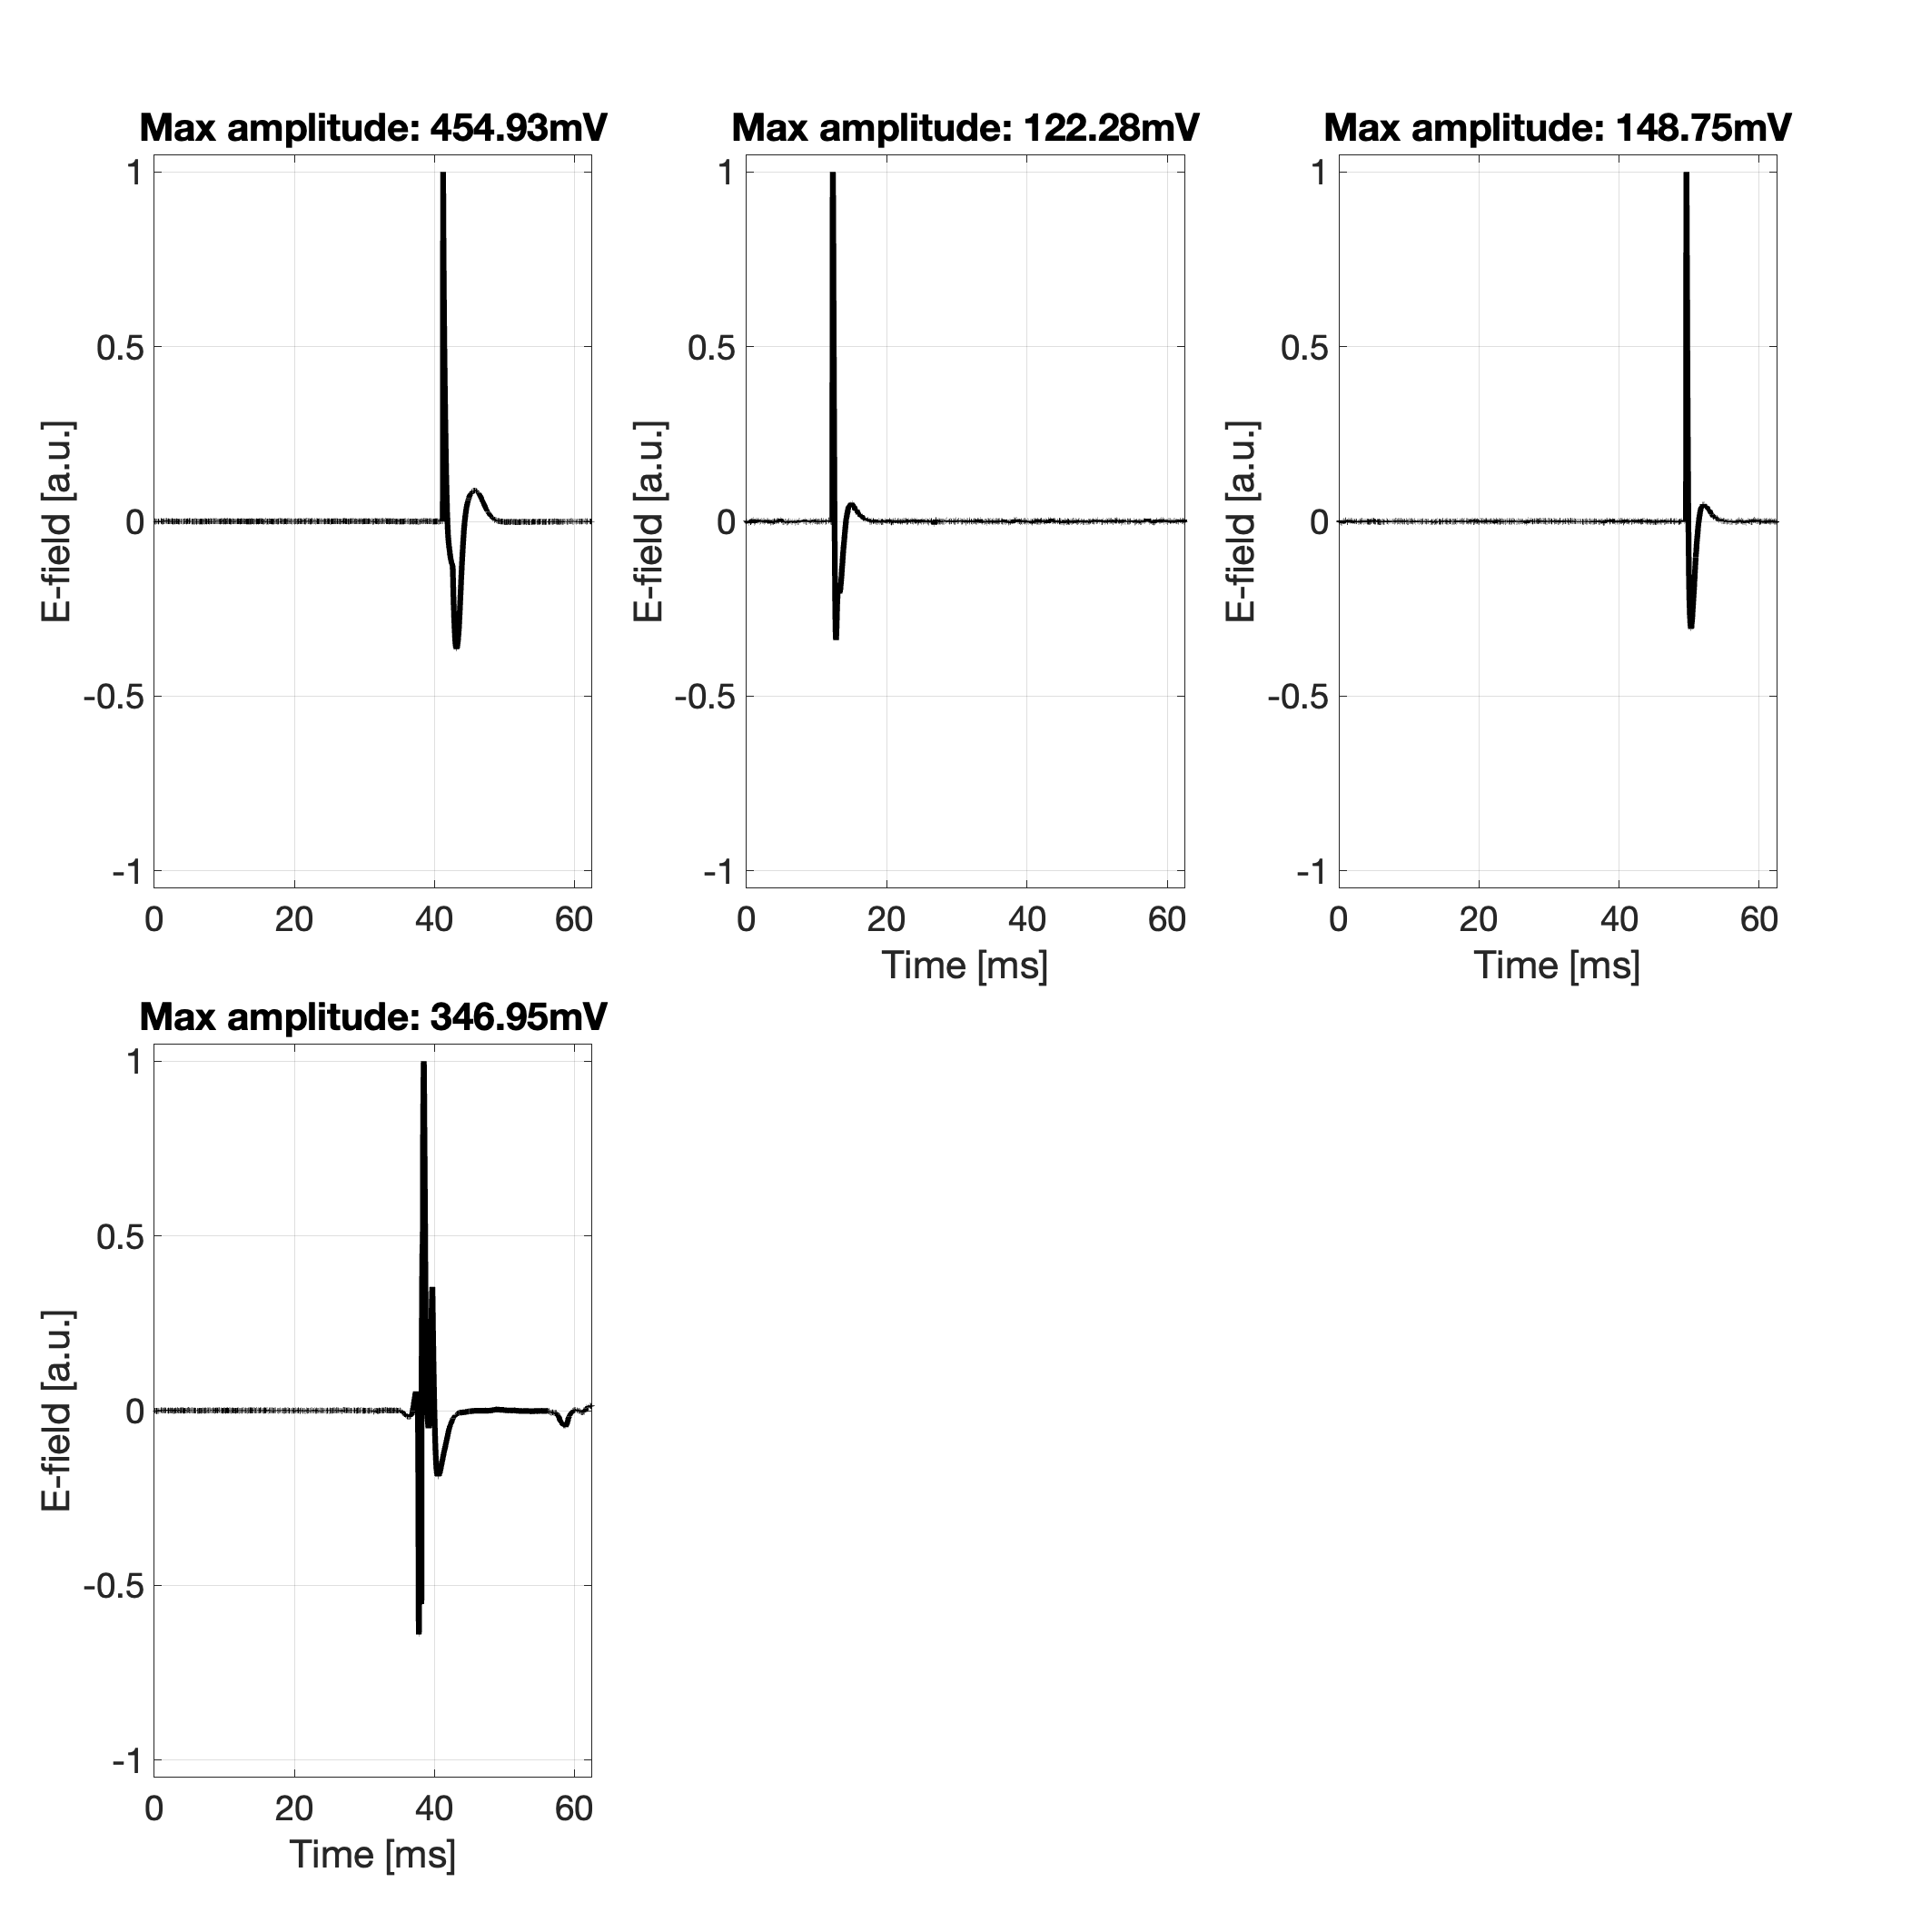 Max amplitude: 454.93mV
1
0.5
0
-0.5
-1
E-field [a.u.]
0 20 40 60
Max amplitude: 122.28mV
1
0.5
0
-0.5
-1
E-field [a.u.]
0 20 40 60
Time [ms]
Max amplitude: 148.75mV
1
0.5
0
-0.5
-1
E-field [a.u.]
0 20 40 60
Time [ms]
Max amplitude: 346.95mV
1
0.5
0
-0.5
-1
E-field [a.u.]
0 20 40 60
Time [ms]